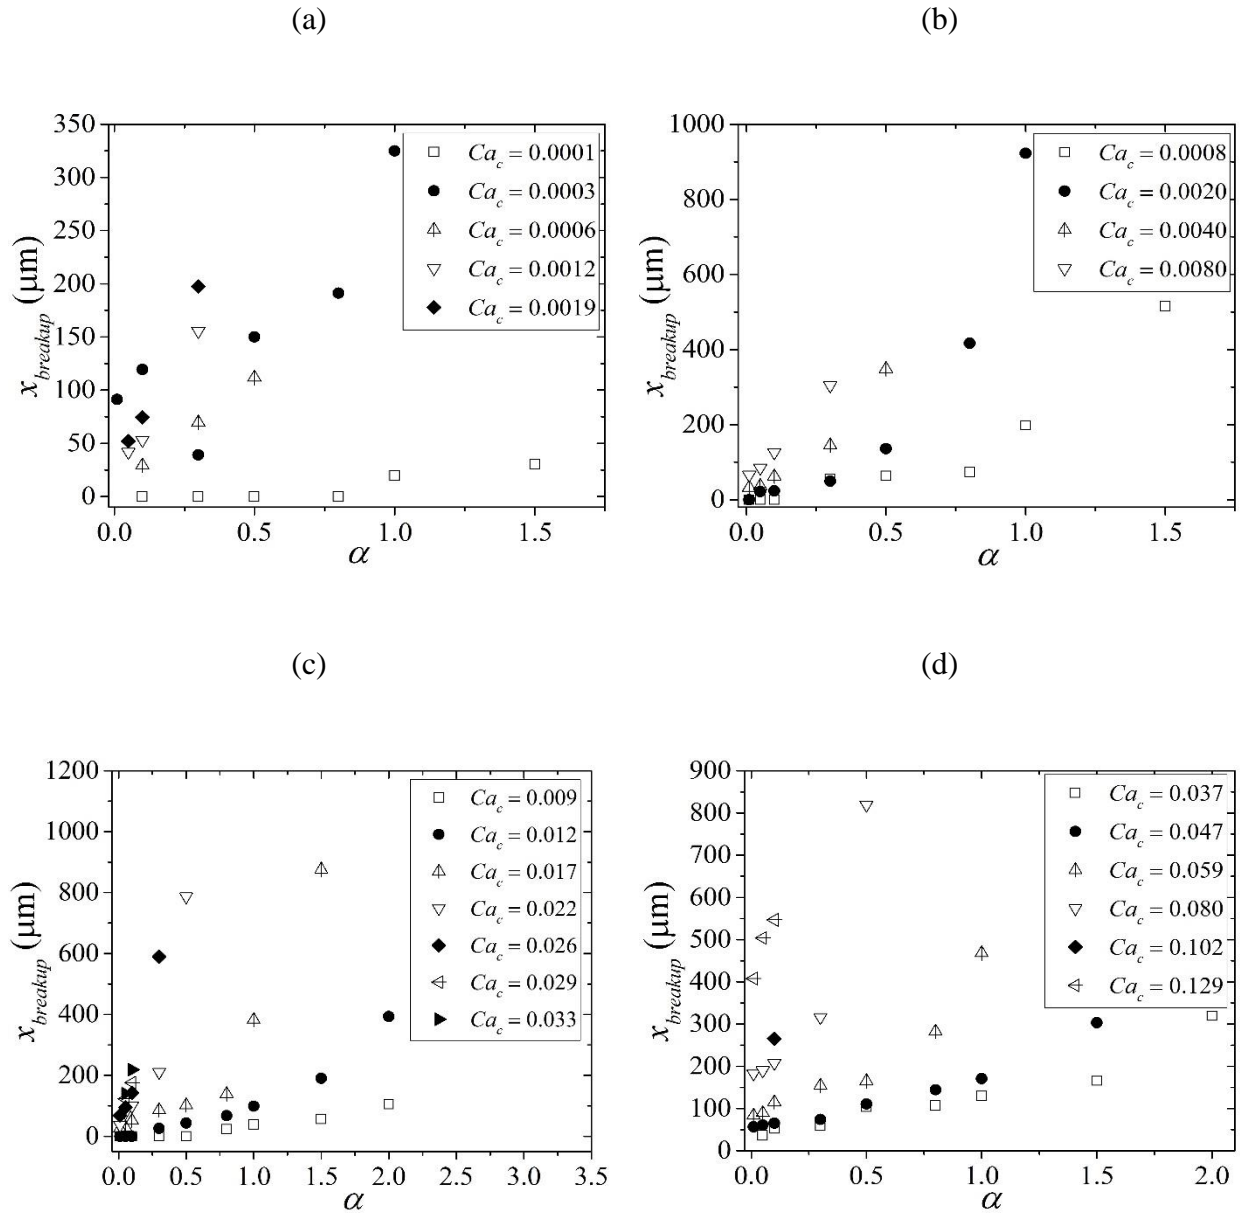 (a)
350
300
250
200
150
100
50
0
x_breakup (μm)
0.0 0.5 1.0 1.5
α
Ca_c = 0.0001
Ca_c = 0.0003
Ca_c = 0.0006
Ca_c = 0.0012
Ca_c = 0.0019
(b)
1000
800
600
400
200
0
x_breakup (μm)
0.0 0.5 1.0 1.5
α
Ca_c = 0.0008
Ca_c = 0.0020
Ca_c = 0.0040
Ca_c = 0.0080
(c)
1200
1000
800
600
400
200
0
x_breakup (μm)
0.0 0.5 1.0 1.5 2.0 2.5 3.0 3.5
α
Ca_c = 0.009
Ca_c = 0.012
Ca_c = 0.017
Ca_c = 0.022
Ca_c = 0.026
Ca_c = 0.029
Ca_c = 0.033
(d)
900
800
700
600
500
400
300
200
100
0
x_breakup (μm)
0.0 0.5 1.0 1.5 2.0
α
Ca_c = 0.037
Ca_c = 0.047
Ca_c = 0.059
Ca_c = 0.080
Ca_c = 0.102
Ca_c = 0.129